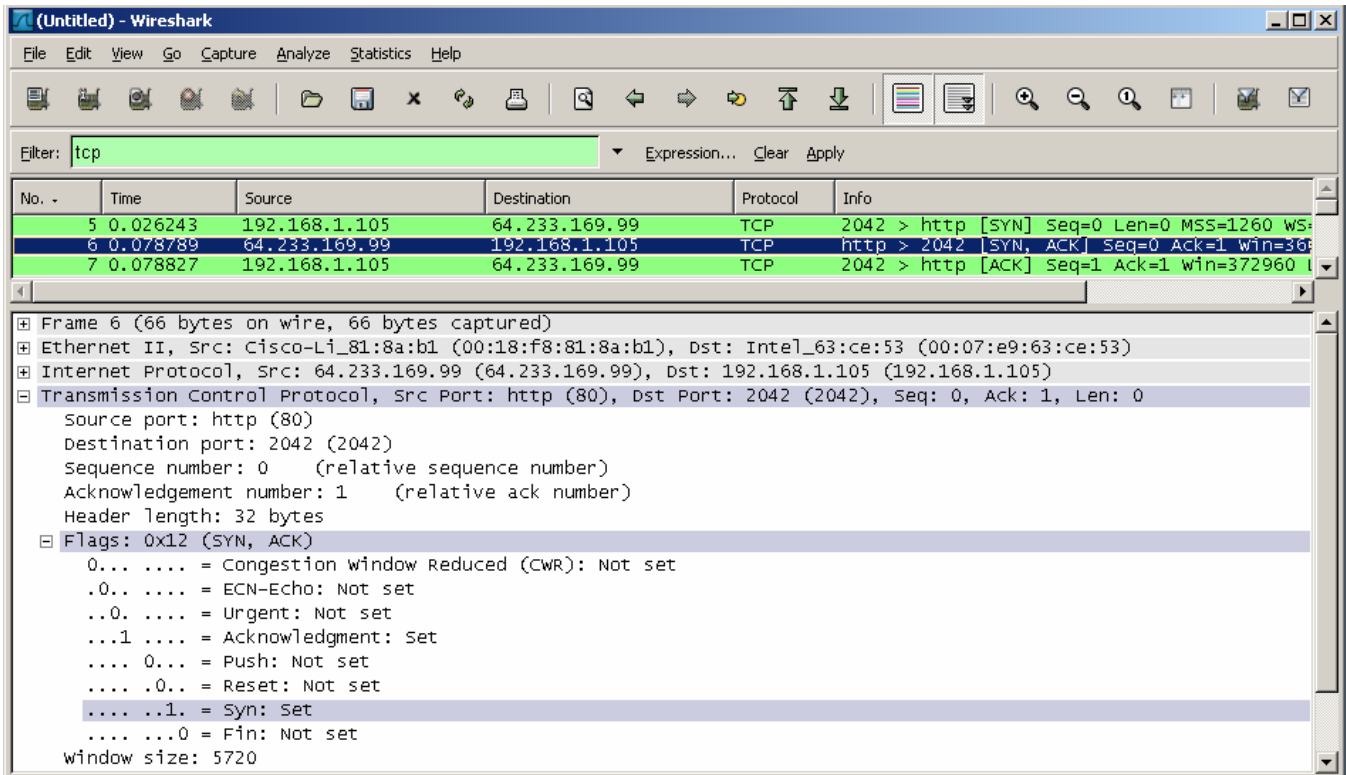 (Untitled) - Wireshark
File Edit View Go Capture Analyze Statistics Help
Filter: tcp Expression... Clear Apply
No. Time Source Destination Protocol Info
5 0.026243 192.168.1.105 64.233.169.99 TCP 2042 > http [SYN] Seq=0 Len=0 MSS=1260 WS
6 0.078789 64.233.169.99 192.168.1.105 TCP http > 2042 [SYN, ACK] Seq=0 Ack=1 Win=36
7 0.078827 192.168.1.105 64.233.169.99 TCP 2042 > http [ACK] Seq=1 Ack=1 Win=372960
Frame 6 (66 bytes on wire, 66 bytes captured)
Ethernet II, Src: Cisco-Li_81:8a:b1 (00:18:f8:81:8a:b1), Dst: Intel_63:ce:53 (00:07:e9:63:ce:53)
Internet Protocol, Src: 64.233.169.99 (64.233.169.99), Dst: 192.168.1.105 (192.168.1.105)
Transmission Control Protocol, Src Port: http (80), Dst Port: 2042 (2042), Seq: 0, Ack: 1, Len: 0
Source port: http (80)
Destination port: 2042 (2042)
Sequence number: 0 (relative sequence number)
Acknowledgement number: 1 (relative ack number)
Header length: 32 bytes
Flags: 0x12 (SYN, ACK)
0... .... = Congestion Window Reduced (CWR): Not set
.0.. .... = ECN-Echo: Not set
..0. .... = Urgent: Not set
...1 .... = Acknowledgment: Set
.... 0... = Push: Not set
.... .0.. = Reset: Not set
.... ..1. = Syn: Set
.... ...0 = Fin: Not set
Window size: 5720